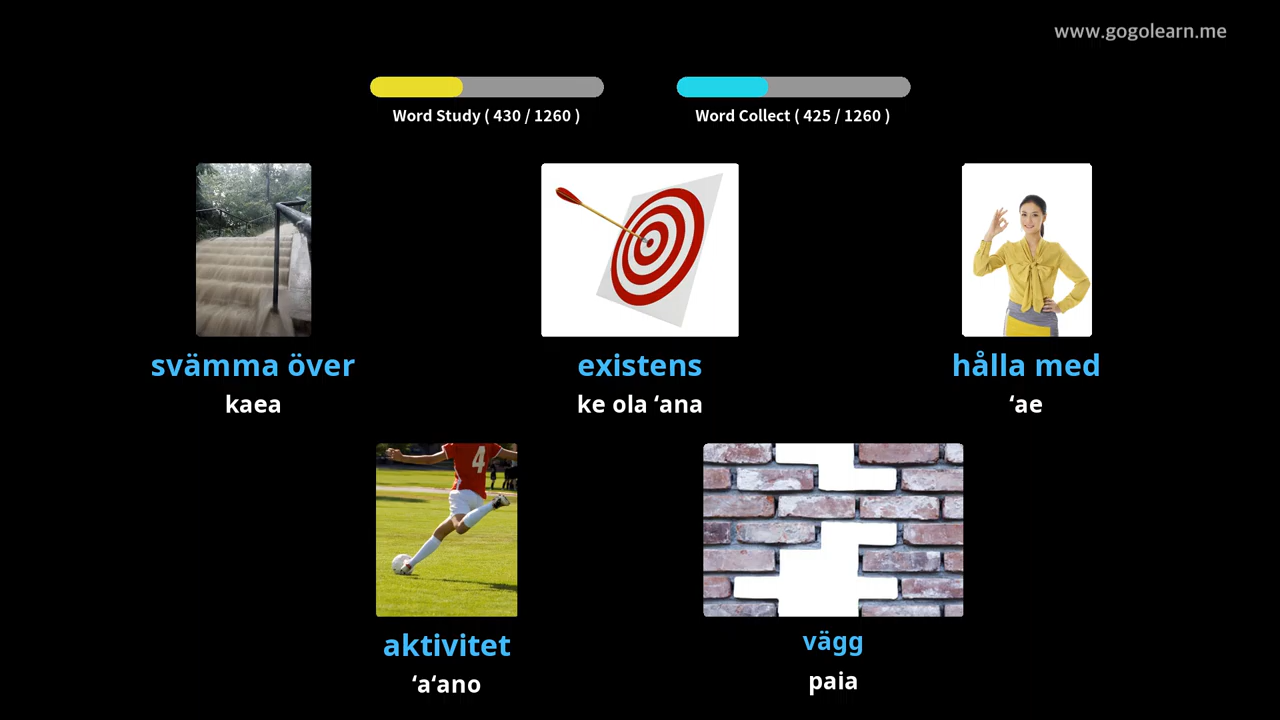 www.gogolearn.me
Word Study ( 430 / 1260 )
Word Collect ( 425 / 1260 )
svämma över
kaea
existens
ke ola ʻana
hålla med
ʻae
4
aktivitet
ʻaʻano
vägg
paia